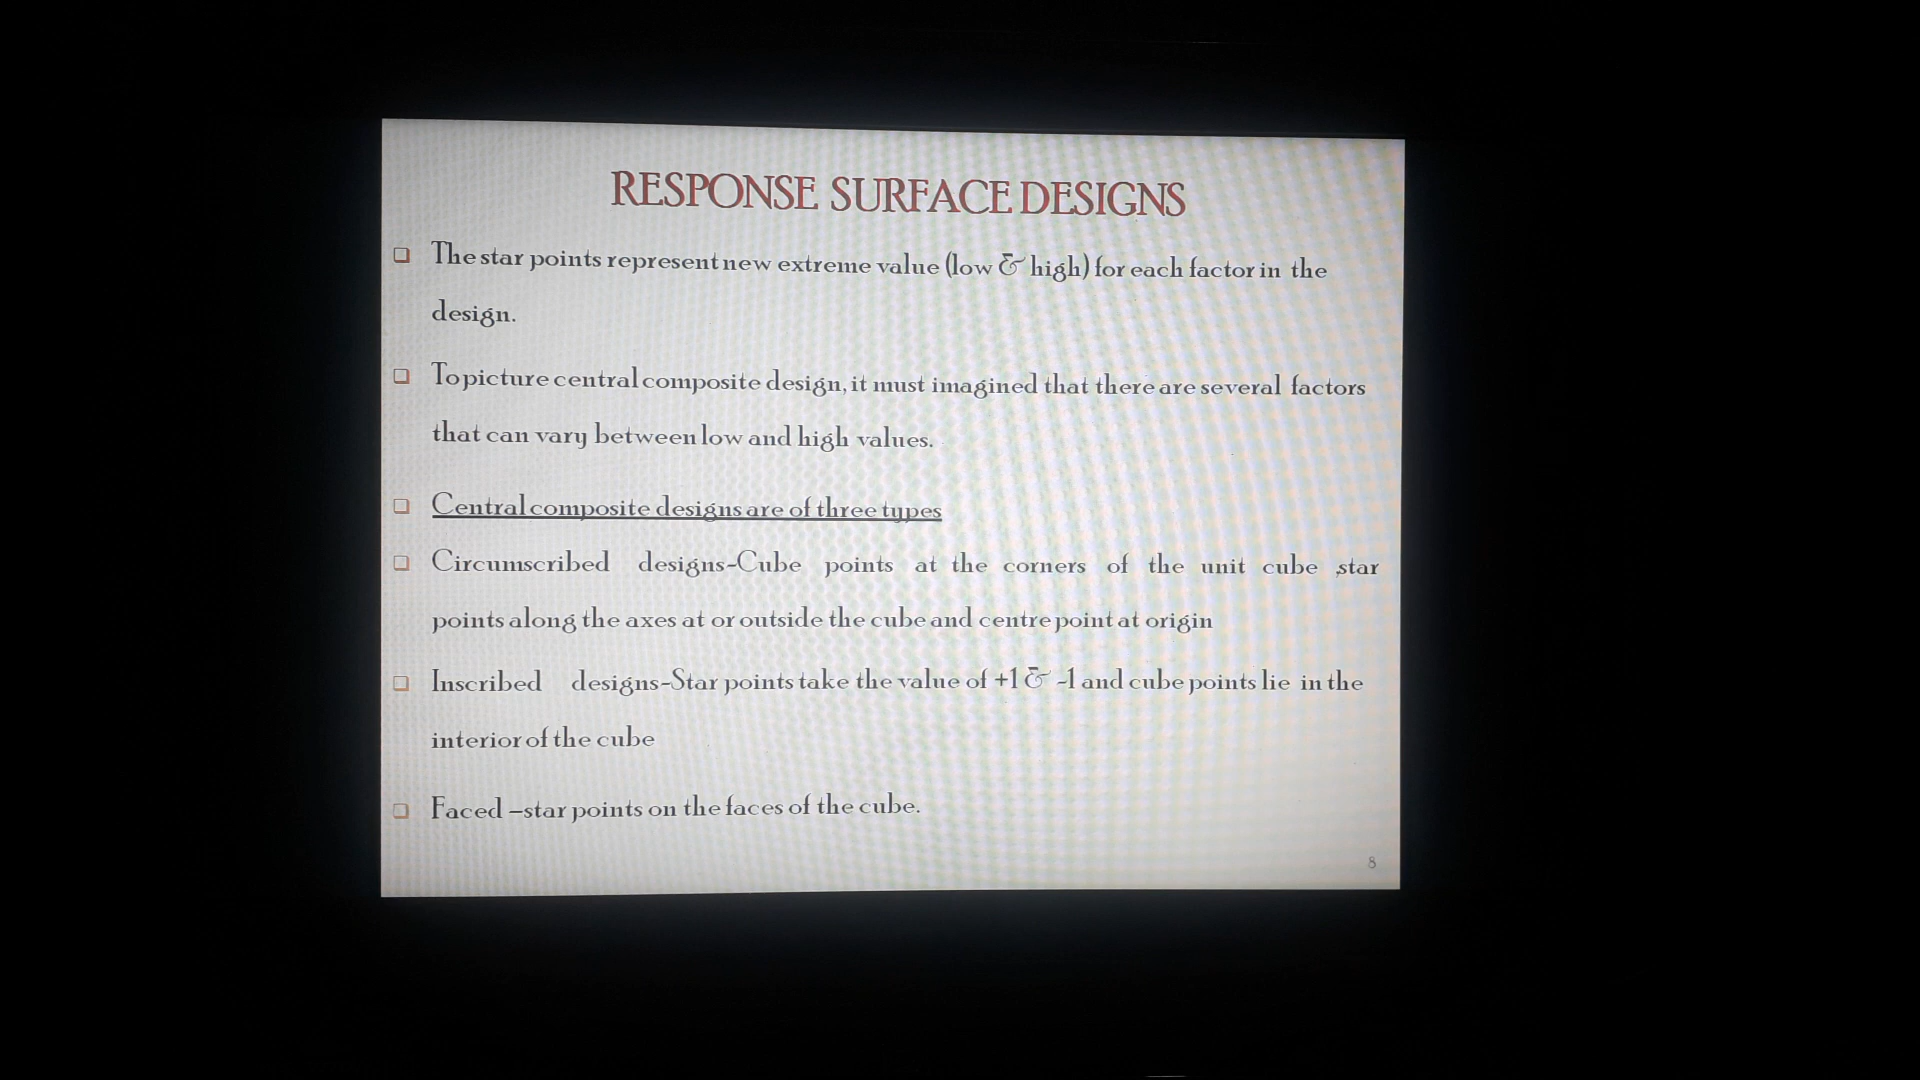 RESPONSE SURFACE DESIGNS
❑ The star points represent new extreme value (low & high) for each factor in the
design.
❑ To picture central composite design, it must imagined that there are several factors
that can vary between low and high values.
❑ Central composite designs are of three types
❑ Circumscribed designs-Cube points at the corners of the unit cube ,star
points along the axes at or outside the cube and centre point at origin
❑ Inscribed designs-Star points take the value of +1 & -1 and cube points lie in the
interior of the cube
❑ Faced –star points on the faces of the cube.
8